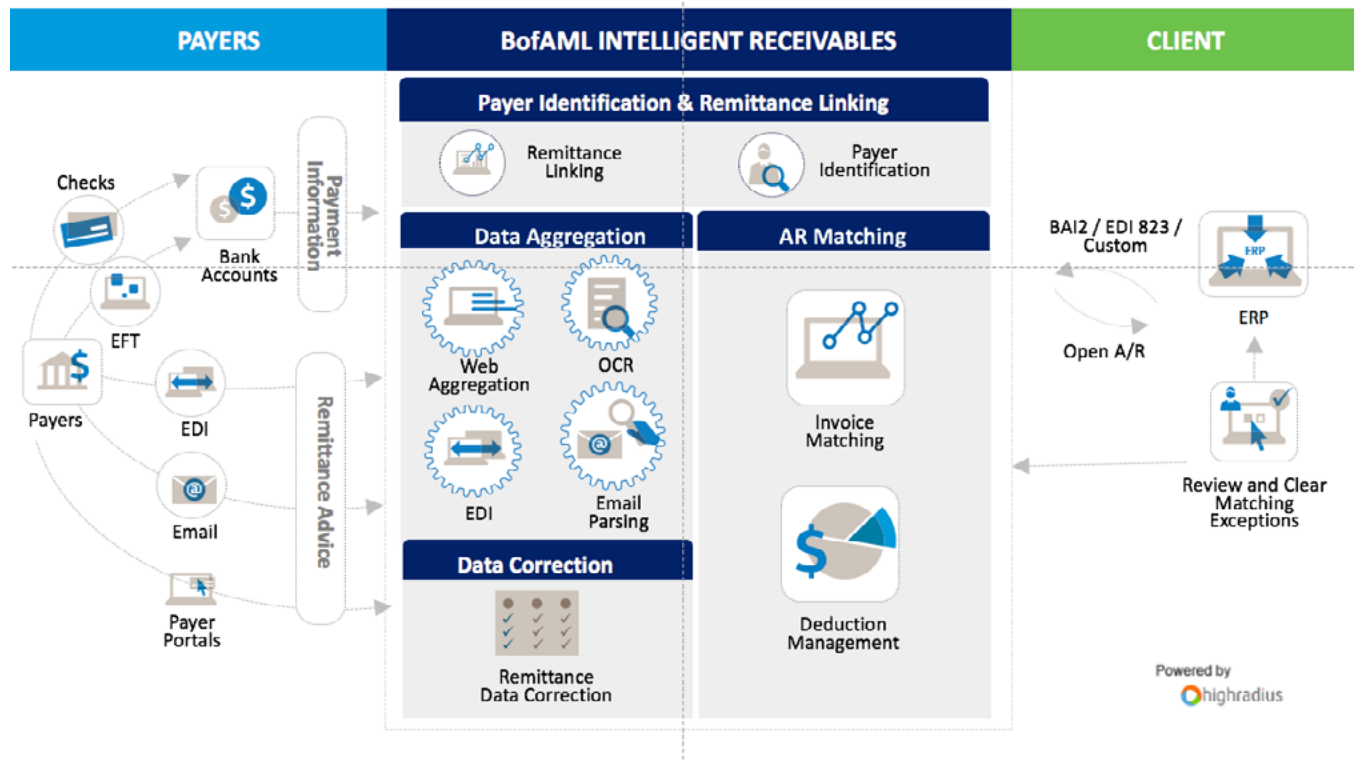 PAYERS
BofAML INTELLIGENT RECEIVABLES
CLIENT
Payer Identification & Remittance Linking
Remittance
Linking
Payer
Identification
Checks
Bank
Accounts
EFT
Payers
EDI
Email
Payer
Portals
Payment
Information
Remittance Advice
Data Aggregation
Web
Aggregation
OCR
EDI
Email
Parsing
Data Correction
Remittance
Data Correction
AR Matching
Invoice
Matching
$
Deduction
Management
BAI2 / EDI 823 /
Custom
Open A/R
ERP
ERP
Review and Clear
Matching
Exceptions
Powered by
highradius